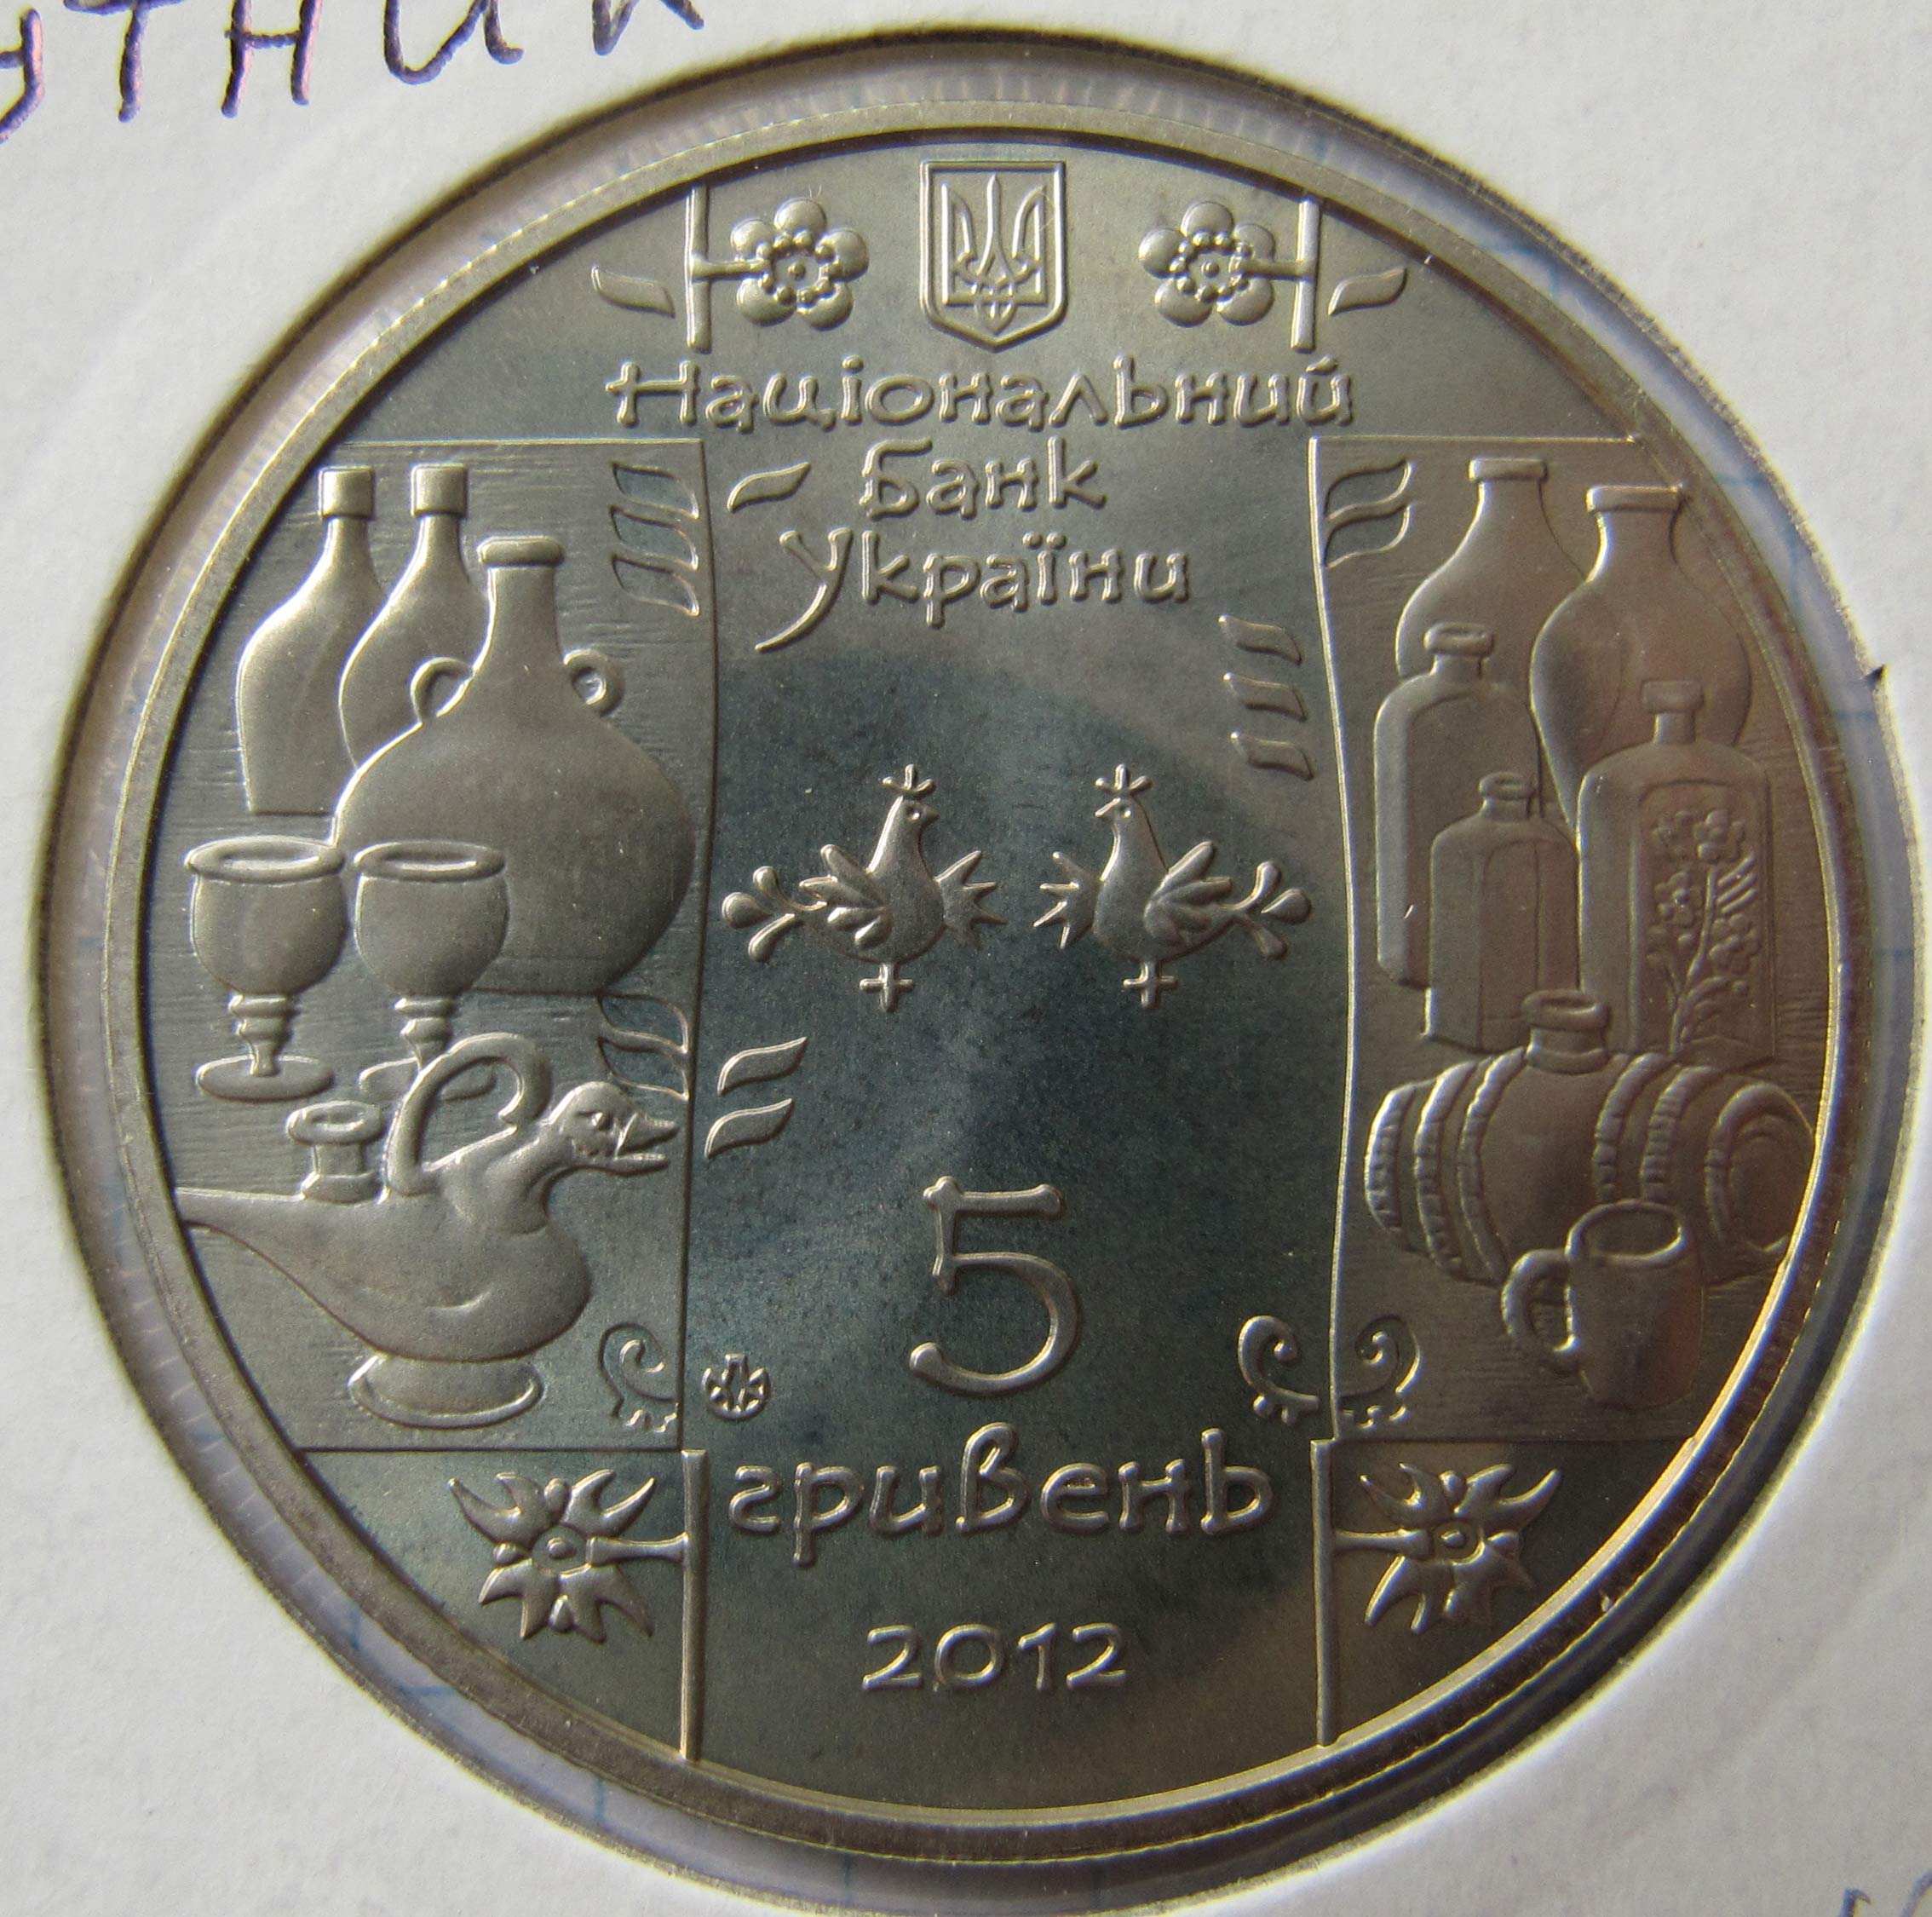 Національний
Банк
України
5
гривень
2012